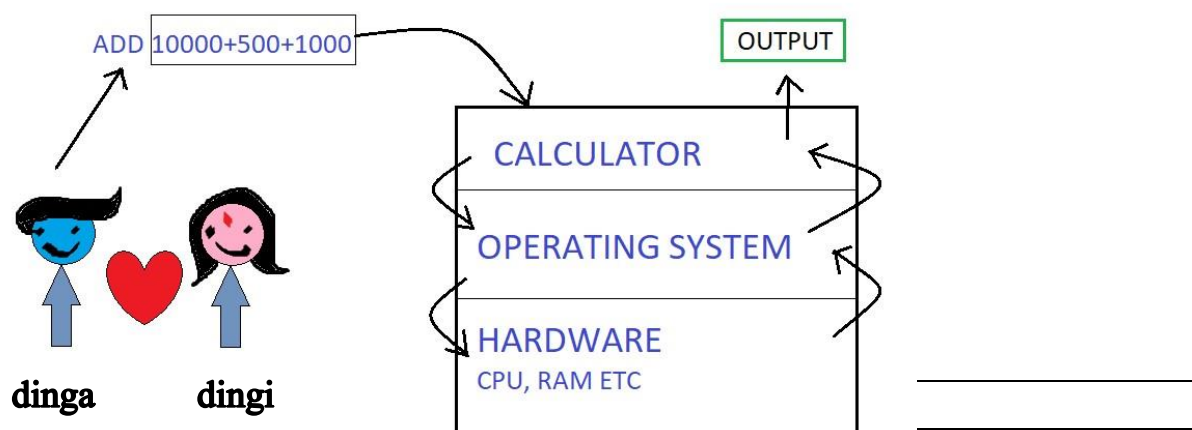 ADD 10000+500+1000
OUTPUT
CALCULATOR
OPERATING SYSTEM
HARDWARE
CPU, RAM ETC
dinga
dingi